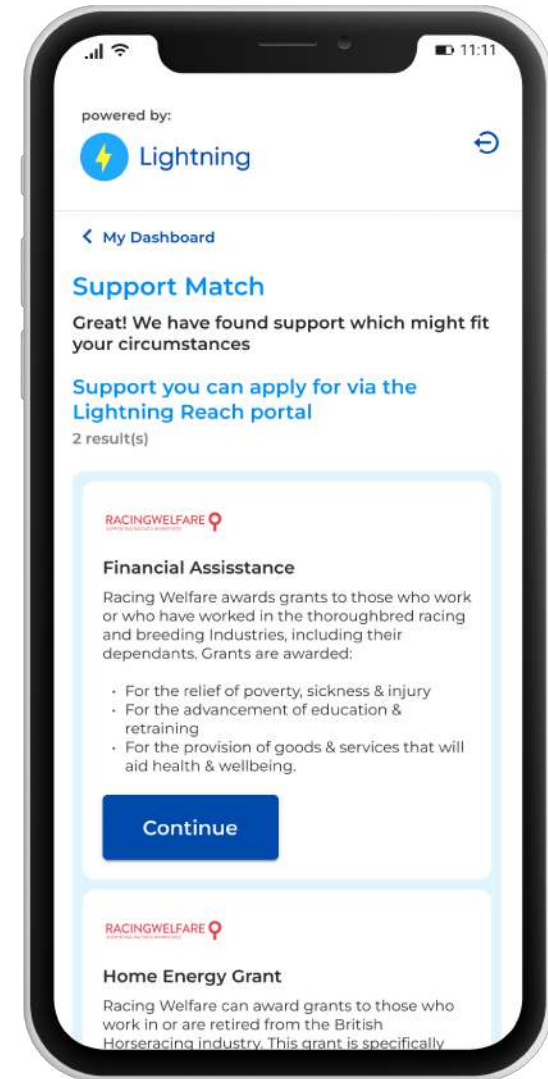 11:11
powered by:
Lightning
My Dashboard
Support Match
Great! We have found support which might fit
your circumstances
Support you can apply for via the
Lightning Reach portal
2 result(s)
RACINGWELFARE
Financial Assisstance
Racing Welfare awards grants to those who work
or who have worked in the thoroughbred racing
and breeding Industries, including their
dependants. Grants are awarded:
· For the relief of poverty, sickness & injury
· For the advancement of education &
retraining
· For the provision of goods & services that will
aid health & wellbeing.
Continue
RACINGWELFARE
Home Energy Grant
Racing Welfare can award grants to those who
work in or are retired from the British
Horseracing industry. This grant is specifically